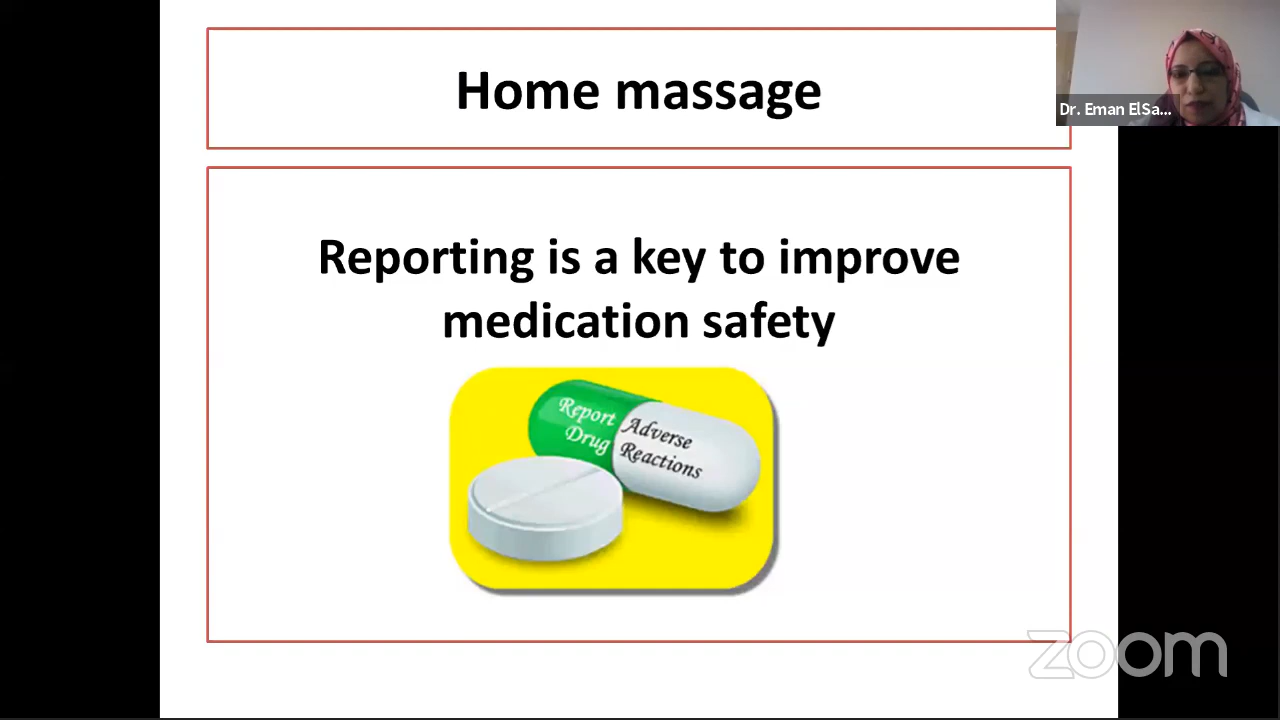 Home massage
Dr. Eman ElSa...
Reporting is a key to improve
medication safety
Report
Drug
Adverse
Reactions
zoom